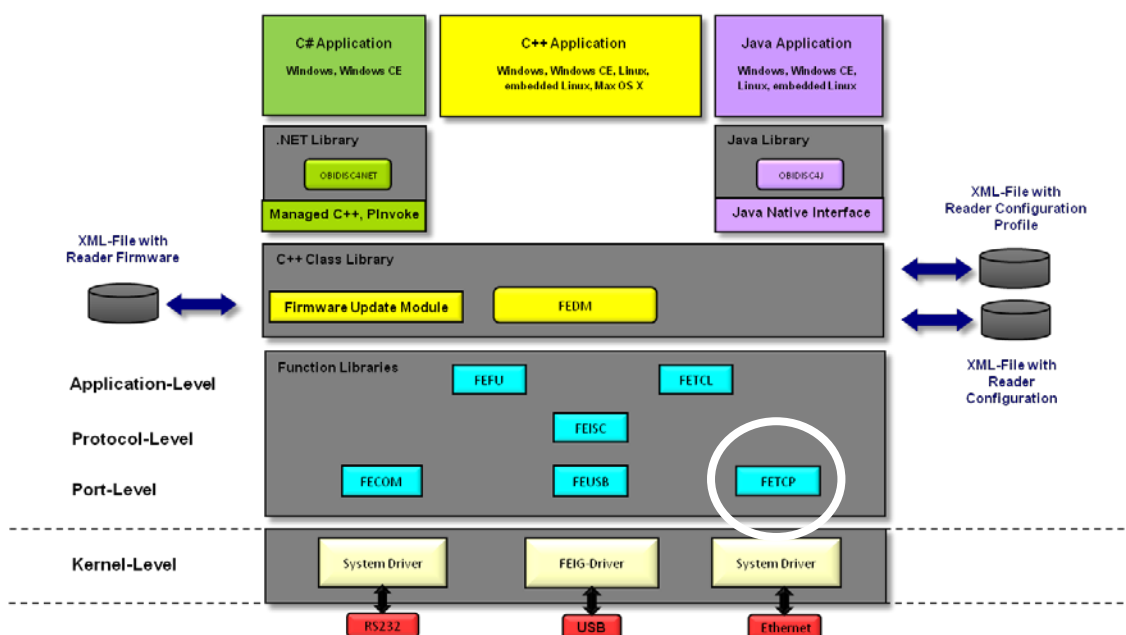 C# Application
Windows, Windows CE
C++ Application
Windows, Windows CE, Linux,
embedded Linux, Max OS X
Java Application
Windows, Windows CE,
Linux, embedded Linux
.NET Library
OBIDISC4NET
Managed C++, PInvoke
Java Library
OBIDISC4J
Java Native Interface
XML-File with
Reader Firmware
XML-File with
Reader Configuration
Profile
C++ Class Library
Firmware Update Module
FEDM
XML-File with
Reader
Configuration
Function Libraries
Application-Level
FEFU
FETCL
Protocol-Level
FEISC
Port-Level
FECOM
FEUSB
FETCP
Kernel-Level
System Driver
FEIG-Driver
System Driver
RS232
USB
Ethernet